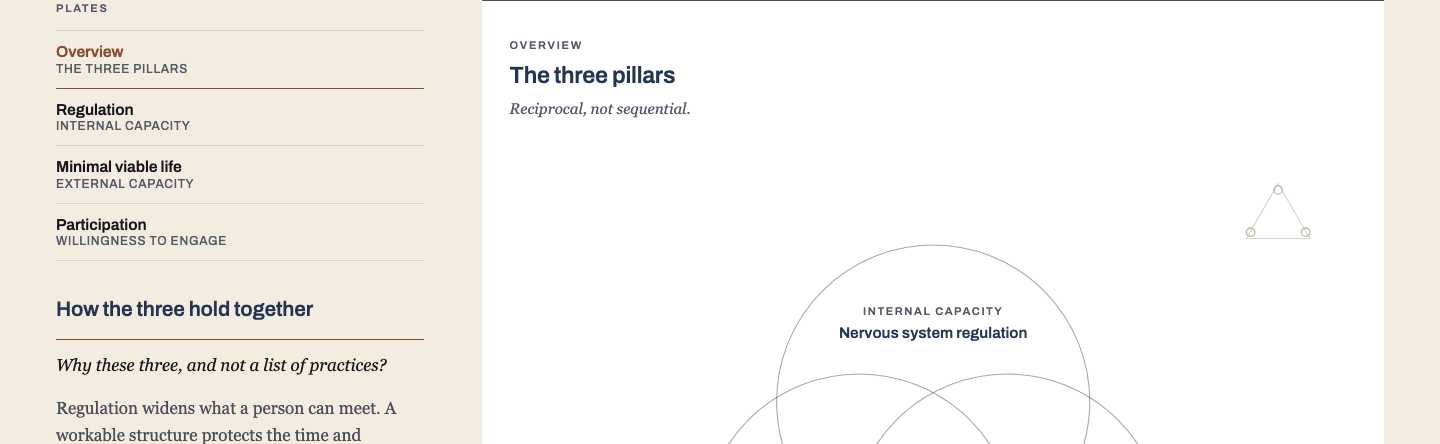 PLATES
Overview
THE THREE PILLARS
Regulation
INTERNAL CAPACITY
Minimal viable life
EXTERNAL CAPACITY
Participation
WILLINGNESS TO ENGAGE
How the three hold together
Why these three, and not a list of practices?
Regulation widens what a person can meet. A
workable structure protects the time and
OVERVIEW
The three pillars
Reciprocal, not sequential.
INTERNAL CAPACITY
Nervous system regulation